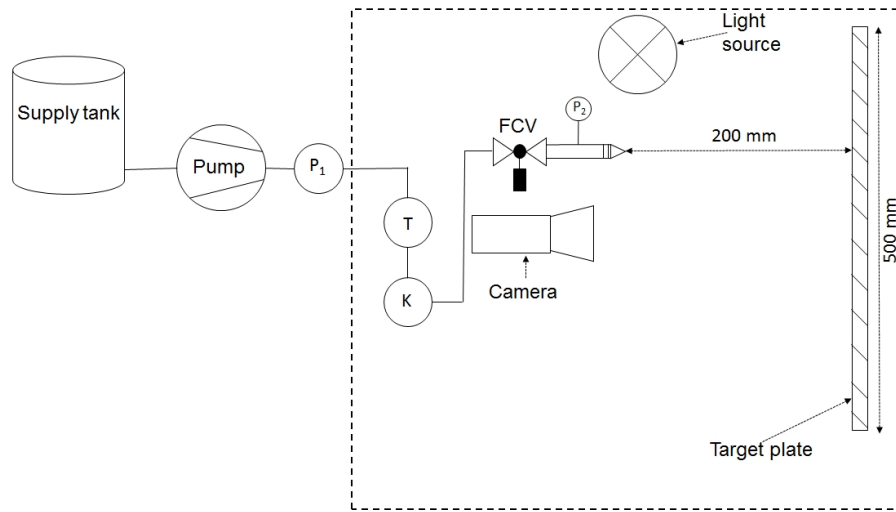 Light
source
Supply tank
P2
FCV
200 mm
Pump
P1
T
500 mm
K
Camera
Target plate